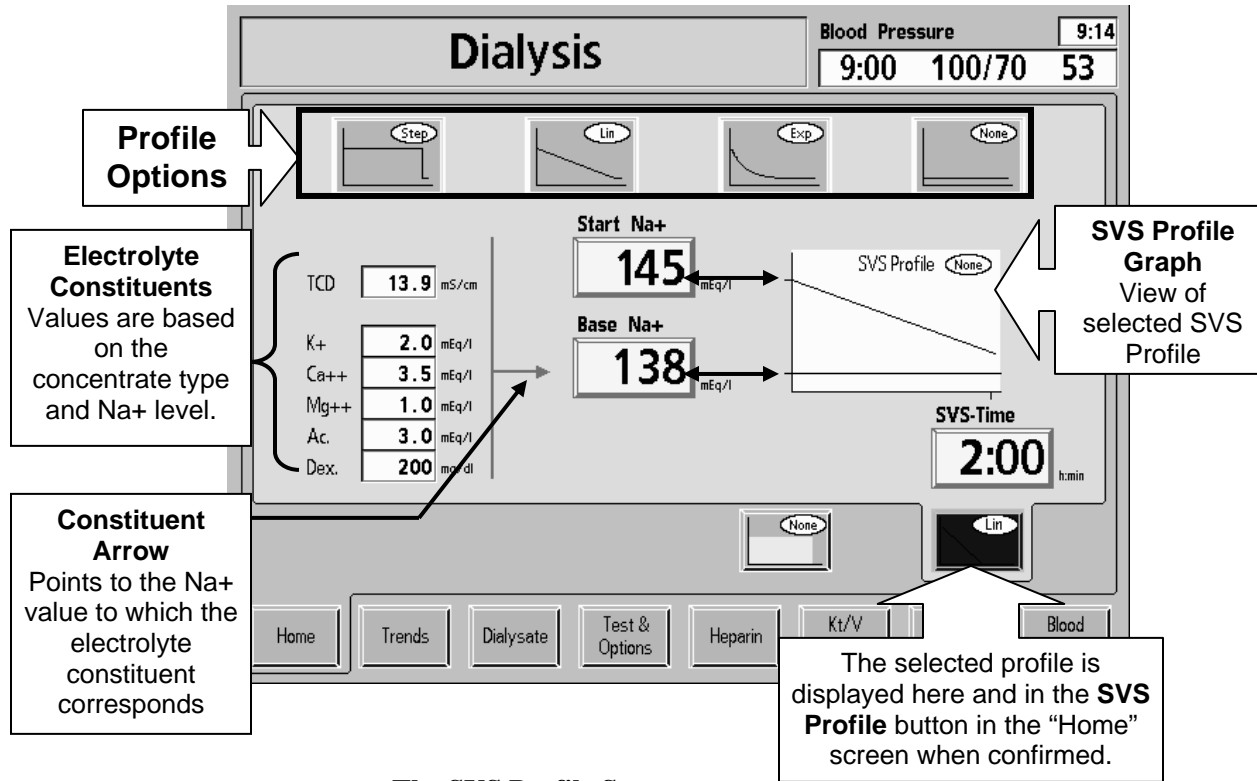 Dialysis
Blood Pressure
9:14
9:00 100/70 53
Profile
Options
Step
Lin
Exp
None
Electrolyte
Constituents
Values are based
on the
concentrate type
and Na+ level.
TCD 13.9 mS/cm
K+ 2.0 mEq/l
Ca++ 3.5 mEq/l
Mg++ 1.0 mEq/l
Ac. 3.0 mEq/l
Dex. 200 mg/dl
Start Na+
145 mEq/l
Base Na+
138 mEq/l
SVS Profile None
SVS-Time
2:00 h:min
SVS Profile
Graph
View of
selected SVS
Profile
Constituent
Arrow
Points to the Na+
value to which the
electrolyte
constituent
corresponds
None
Lin
Home
Trends
Dialysate
Test &
Options
Heparin
Kt/V
Blood
The selected profile is
displayed here and in the SVS
Profile button in the “Home”
screen when confirmed.